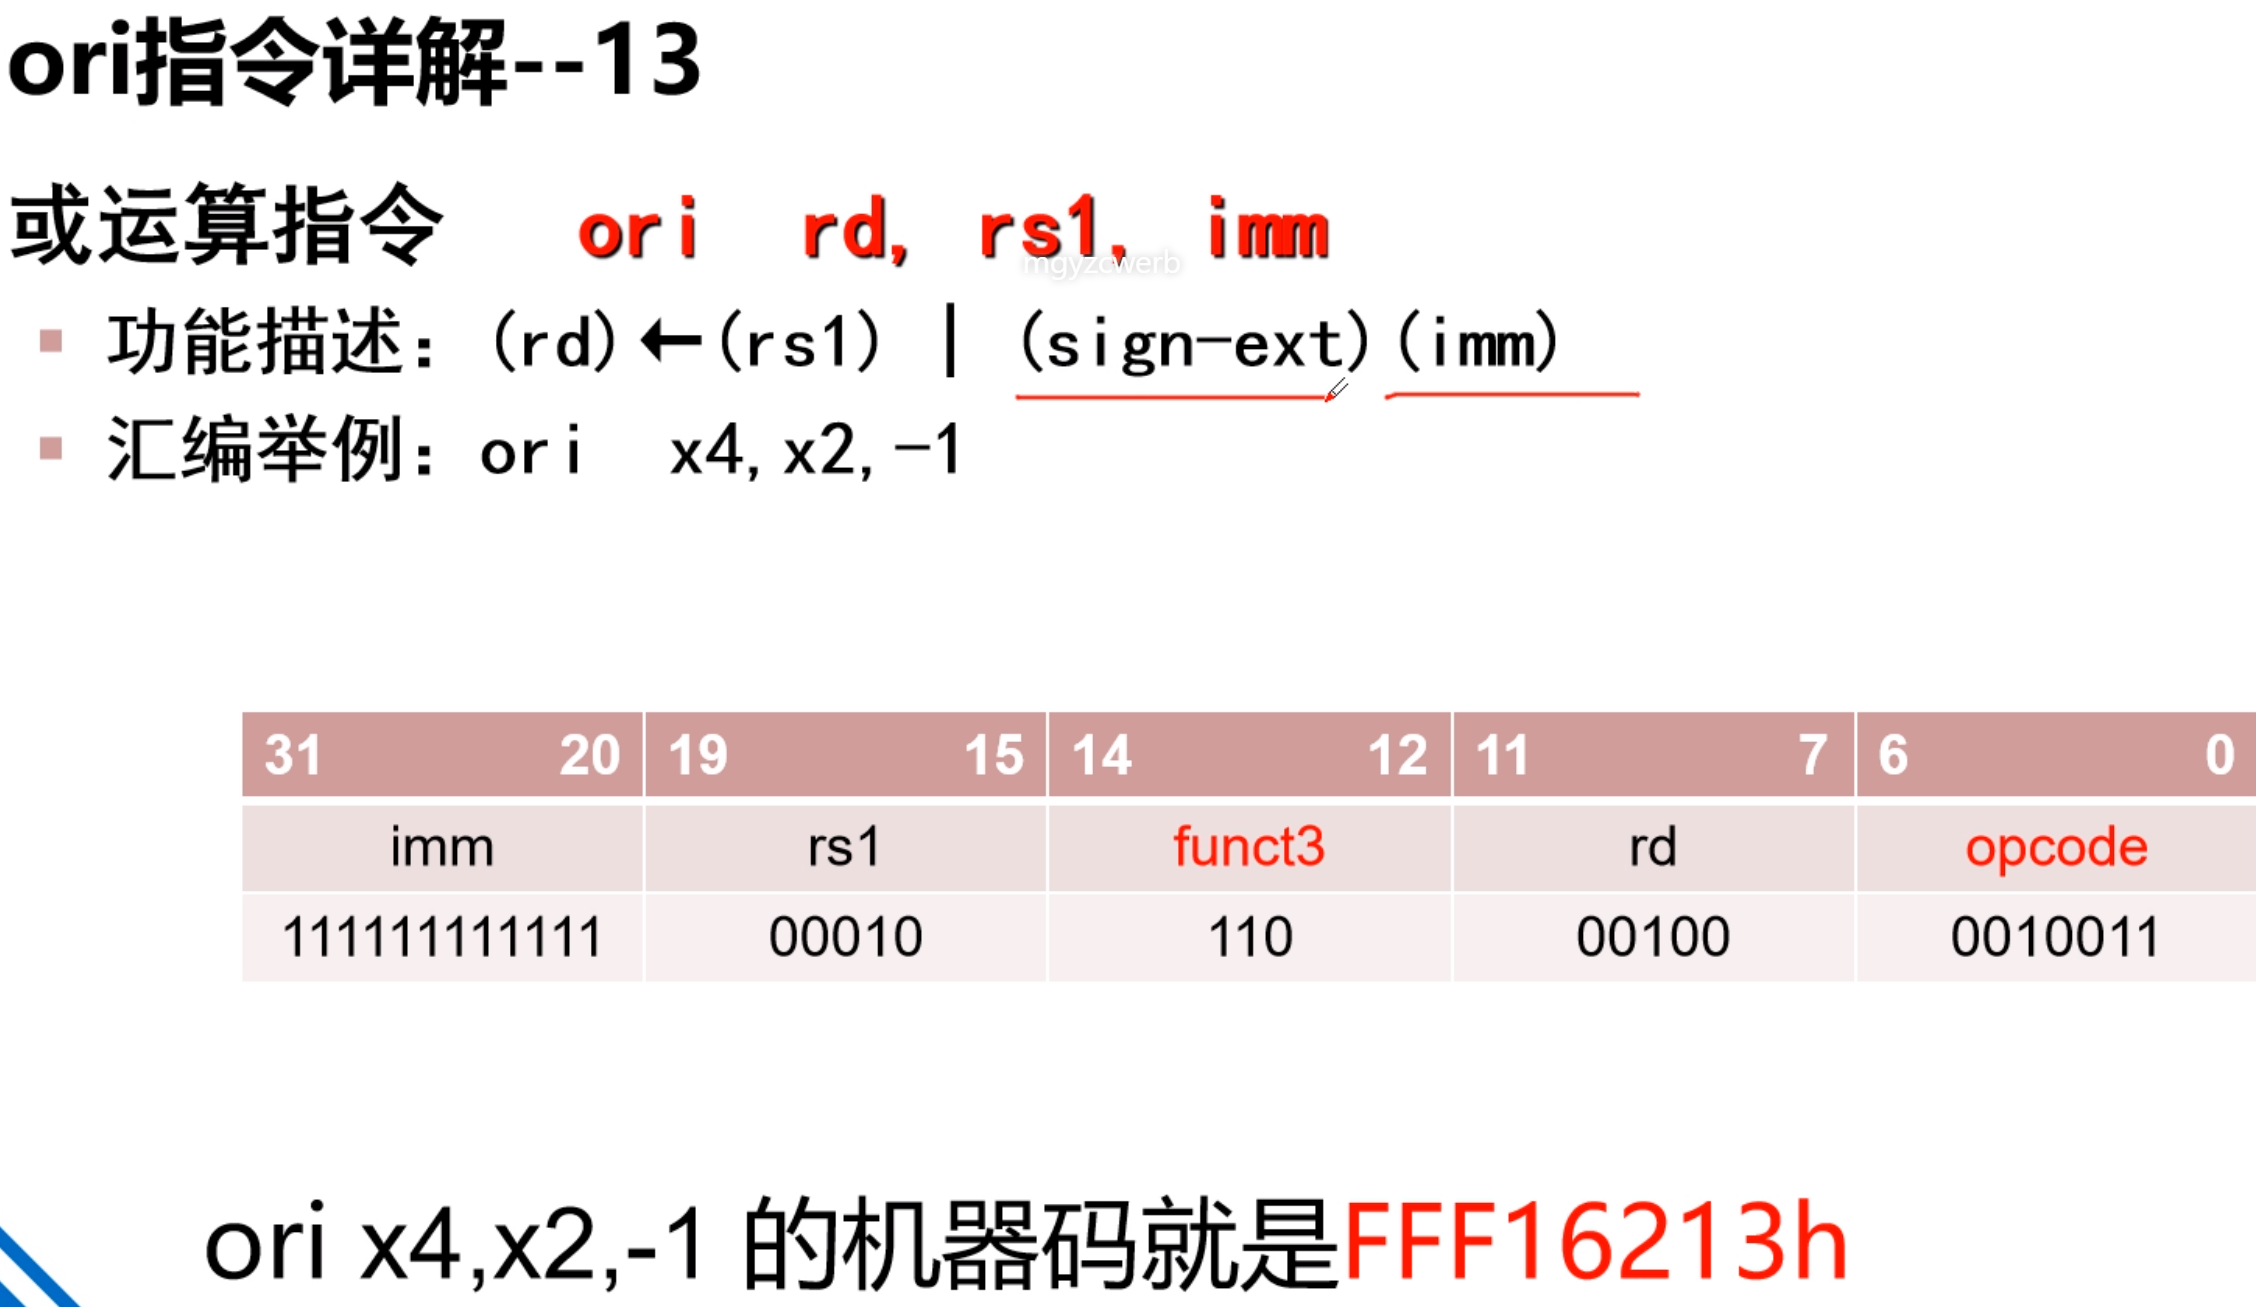 ori指令详解--13
或运算指令 ori rd, rs1, imm
mgyzcwerb
功能描述：(rd)←(rs1) | (sign-ext)(imm)
汇编举例：ori x4,x2,-1
31 20 19 15 14 12 11 7 6 0
imm rs1 funct3 rd opcode
111111111111 00010 110 00100 0010011
ori x4,x2,-1 的机器码就是FFF16213h